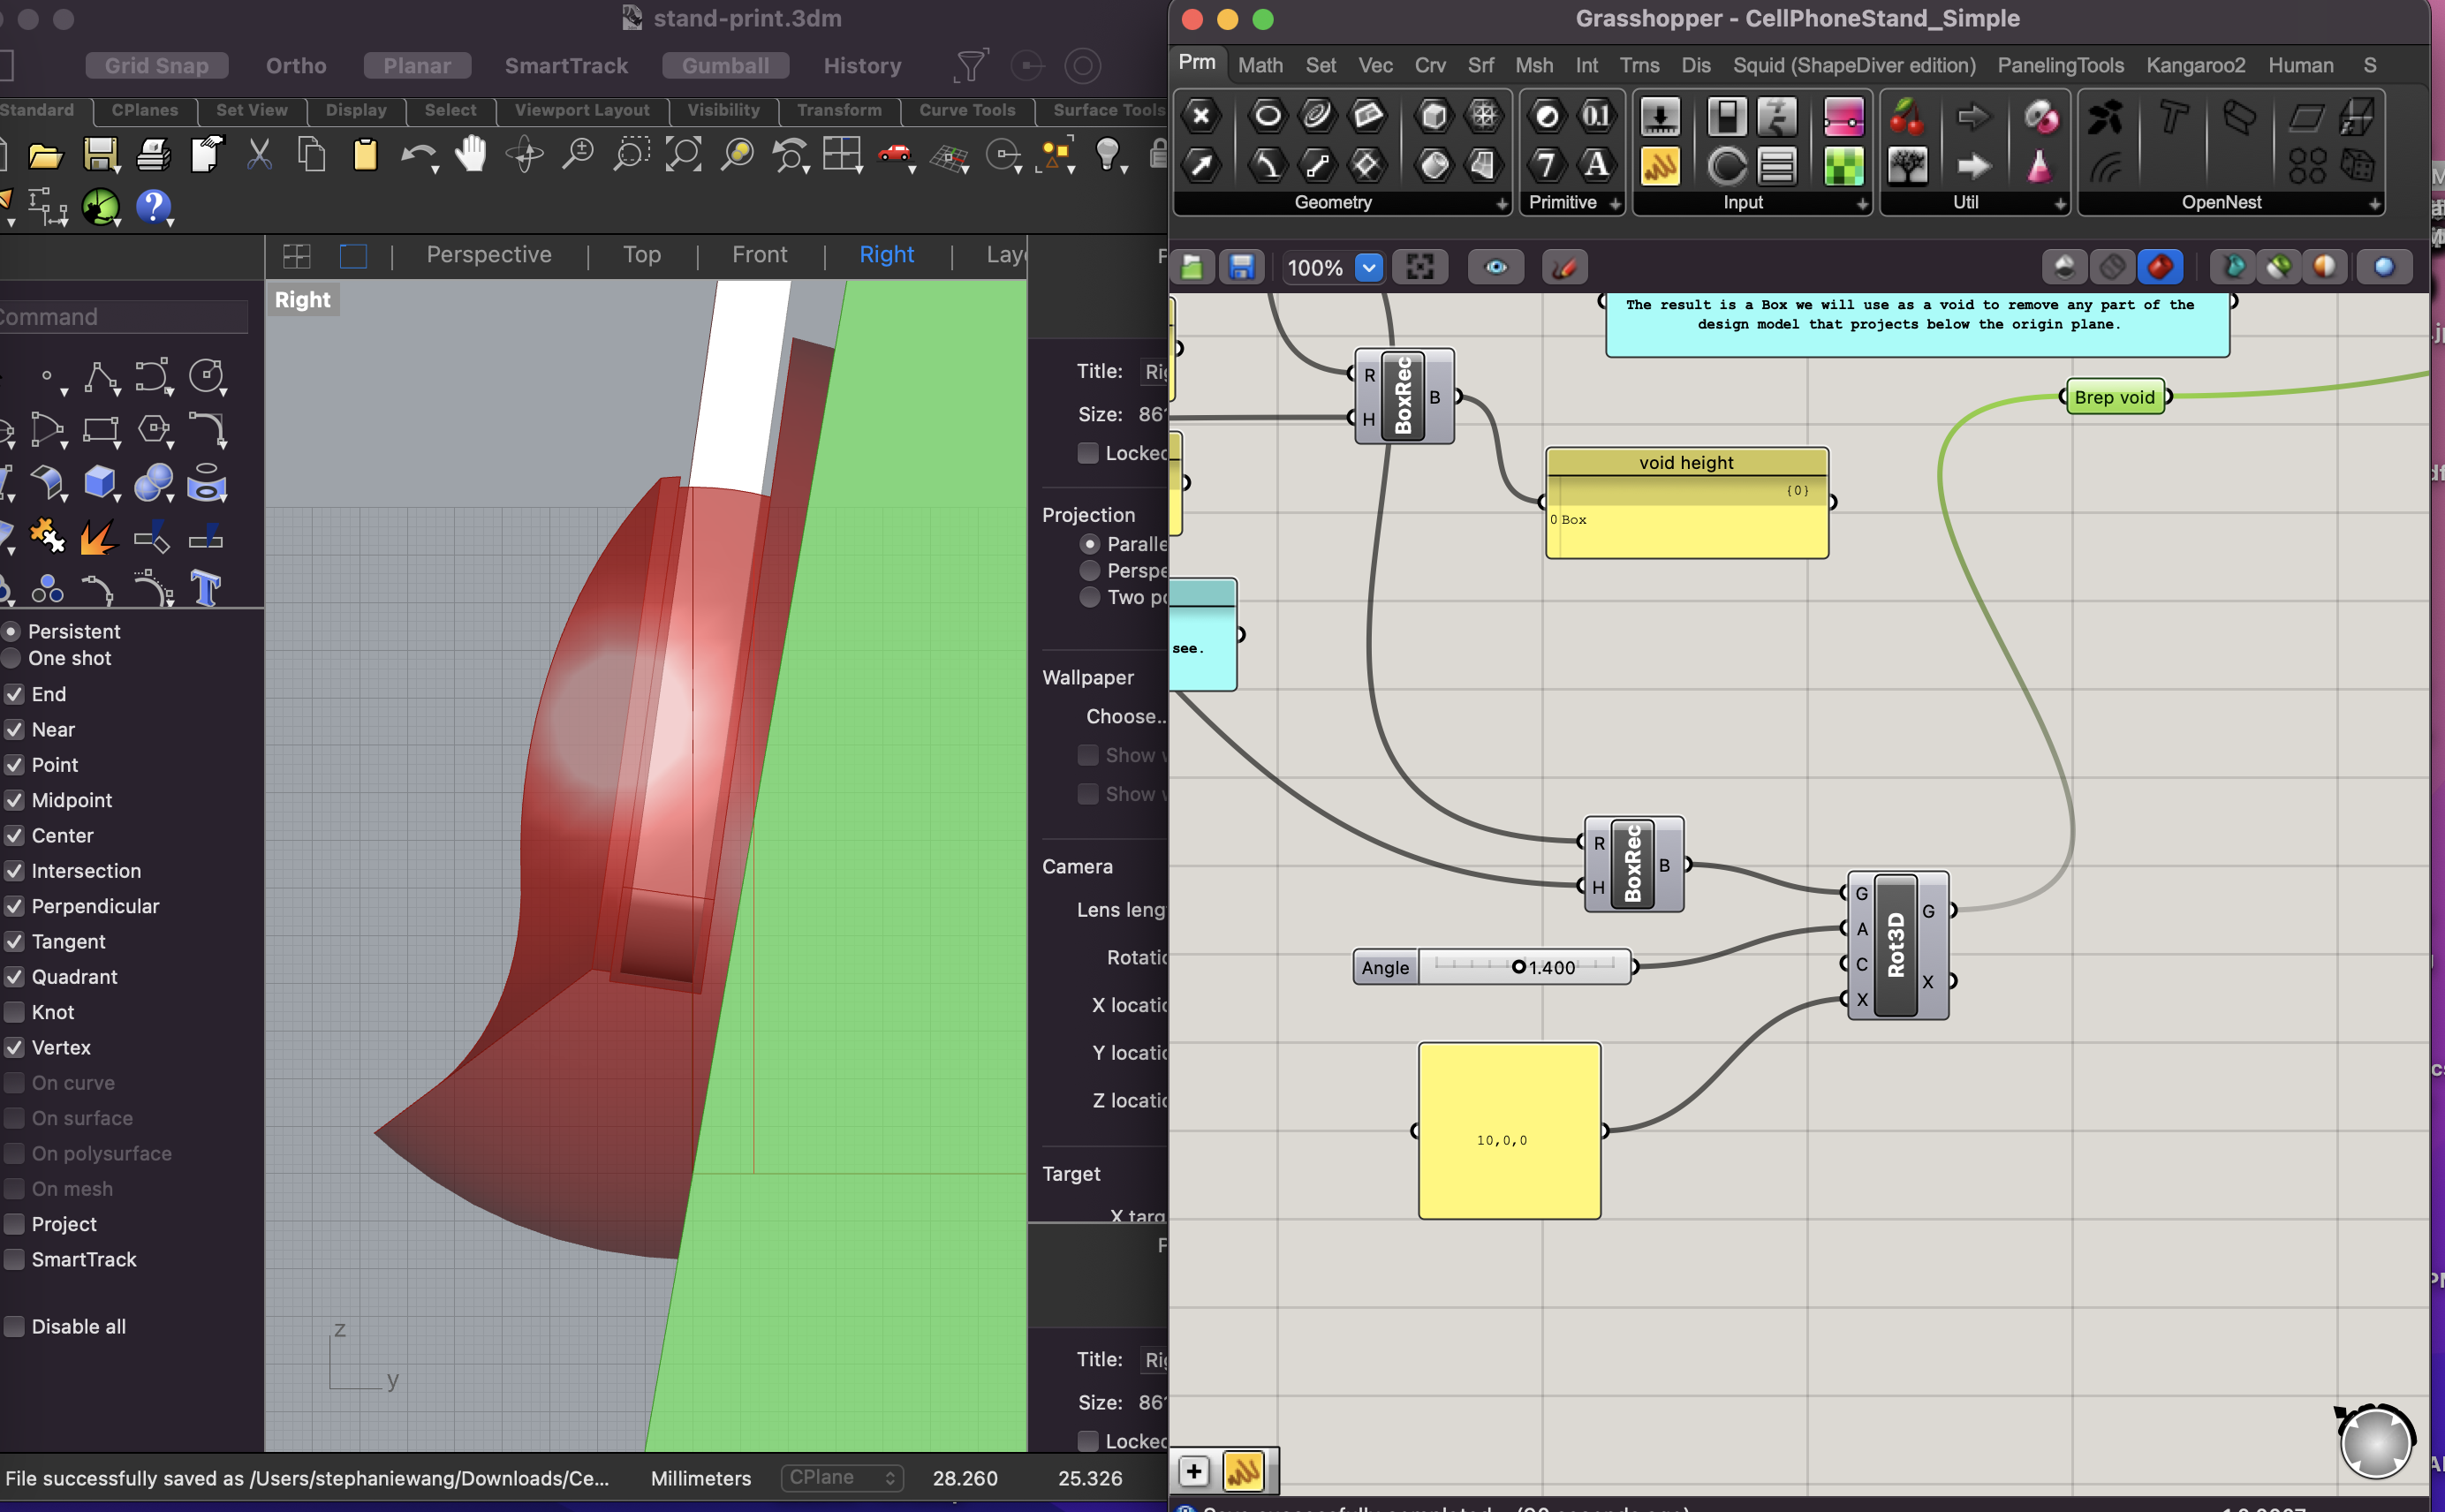 stand-print.3dm
Grid Snap
Ortho
Planar
SmartTrack
Gumball
History
Standard
CPlanes
Set View
Display
Select
Viewport Layout
Visibility
Transform
Curve Tools
Surface Tools
Perspective
Top
Front
Right
Right
Command
Persistent
One shot
End
Near
Point
Midpoint
Center
Intersection
Perpendicular
Tangent
Quadrant
Knot
Vertex
On curve
On surface
On polysurface
On mesh
Project
SmartTrack
Disable all
z
y
Title:
Size: 86
Locked
Projection
Wallpaper
Choose...
Show
Show
Camera
Lens leng
Rotatio
X locatio
Y locatio
Z locatio
Target
X targ
Title:
Size: 86
Locked
File successfully saved as /Users/stephaniewang/Downloads/Ce...
Millimeters
CPlane
28.260
25.326
Grasshopper - CellPhoneStand_Simple
Prm
Math
Set
Vec
Crv
Srf
Msh
Int
Trns
Dis
Squid (ShapeDiver edition)
PanelingTools
Kangaroo2
Human
S
Geometry
Primitive
Input
Util
OpenNest
100%
The result is a Box we will use as a void to remove any part of the
design model that projects below the origin plane.
R
H
BoxRec
B
Brep void
void height
{0}
0 Box
see.
R
H
BoxRec
B
G
A
C
X
Rot3D
G
X
Angle
1.400
10,0,0